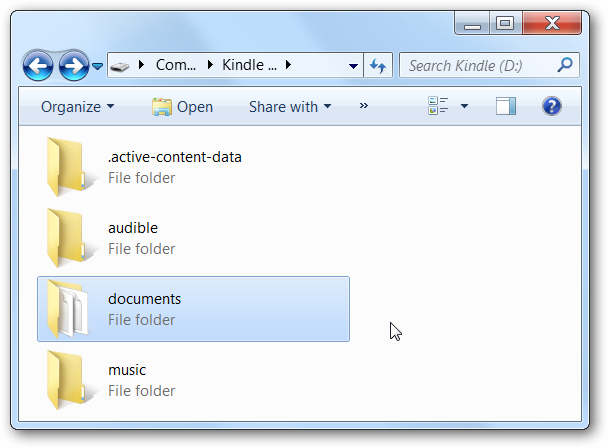 Com... Kindle ... Search Kindle (D:)
Organize Open Share with »
.active-content-data
File folder
audible
File folder
documents
File folder
music
File folder